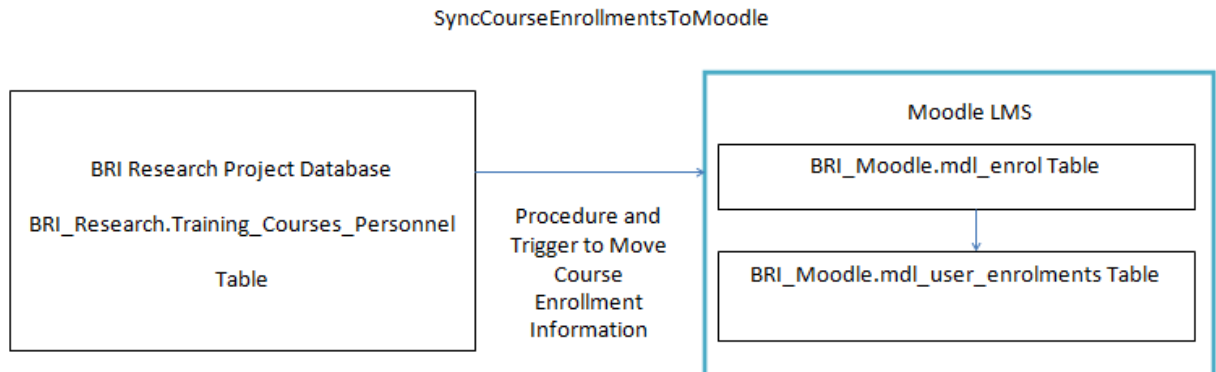 SyncCourseEnrollmentsToMoodle
BRI Research Project Database
BRI_Research.Training_Courses_Personnel
Table
Procedure and
Trigger to Move
Course
Enrollment
Information
Moodle LMS
BRI_Moodle.mdl_enrol Table
BRI_Moodle.mdl_user_enrolments Table